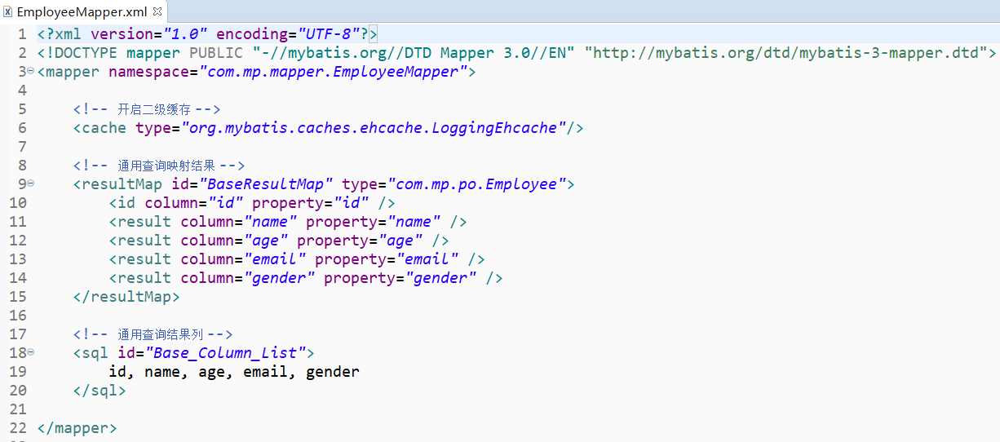 EmployeeMapper.xml
1 <?xml version="1.0" encoding="UTF-8"?>
2 <!DOCTYPE mapper PUBLIC "-//mybatis.org//DTD Mapper 3.0//EN" "http://mybatis.org/dtd/mybatis-3-mapper.dtd">
3 <mapper namespace="com.mp.mapper.EmployeeMapper">
4
5     <!-- 开启二级缓存 -->
6     <cache type="org.mybatis.caches.ehcache.LoggingEhcache"/>
7
8     <!-- 通用查询映射结果 -->
9     <resultMap id="BaseResultMap" type="com.mp.po.Employee">
10         <id column="id" property="id" />
11         <result column="name" property="name" />
12         <result column="age" property="age" />
13         <result column="email" property="email" />
14         <result column="gender" property="gender" />
15     </resultMap>
16
17     <!-- 通用查询结果列 -->
18     <sql id="Base_Column_List">
19         id, name, age, email, gender
20     </sql>
21
22 </mapper>